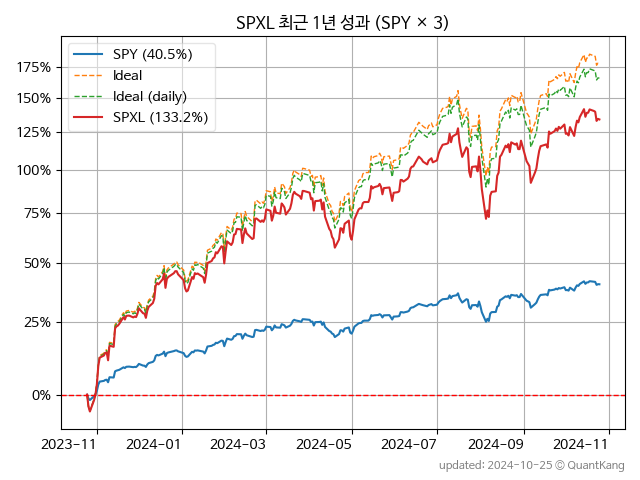 SPXL 최근 1년 성과 (SPY × 3)
SPY (40.5%)
Ideal
Ideal (daily)
SPXL (133.2%)
175%
150%
125%
100%
75%
50%
25%
0%
2023-11
2024-01
2024-03
2024-05
2024-07
2024-09
2024-11
updated: 2024-10-25 © QuantKang